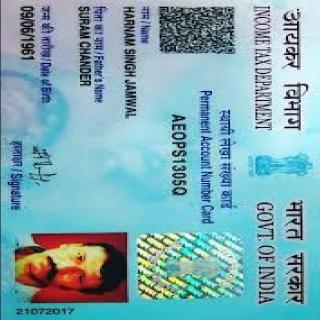 आयकर विभाग
INCOME TAX DEPARTMENT
भारत सरकार
GOVT. OF INDIA
स्थायी लेखा संख्या कार्ड
Permanent Account Number Card
AEOPS1305Q
नाम / Name
HARNAM SINGH JAMWAL
पिता का नाम / Father's Name
SURAM CHANDER
जन्म की तारीख / Date of Birth
09/06/1961
हस्ताक्षर / Signature
21072017